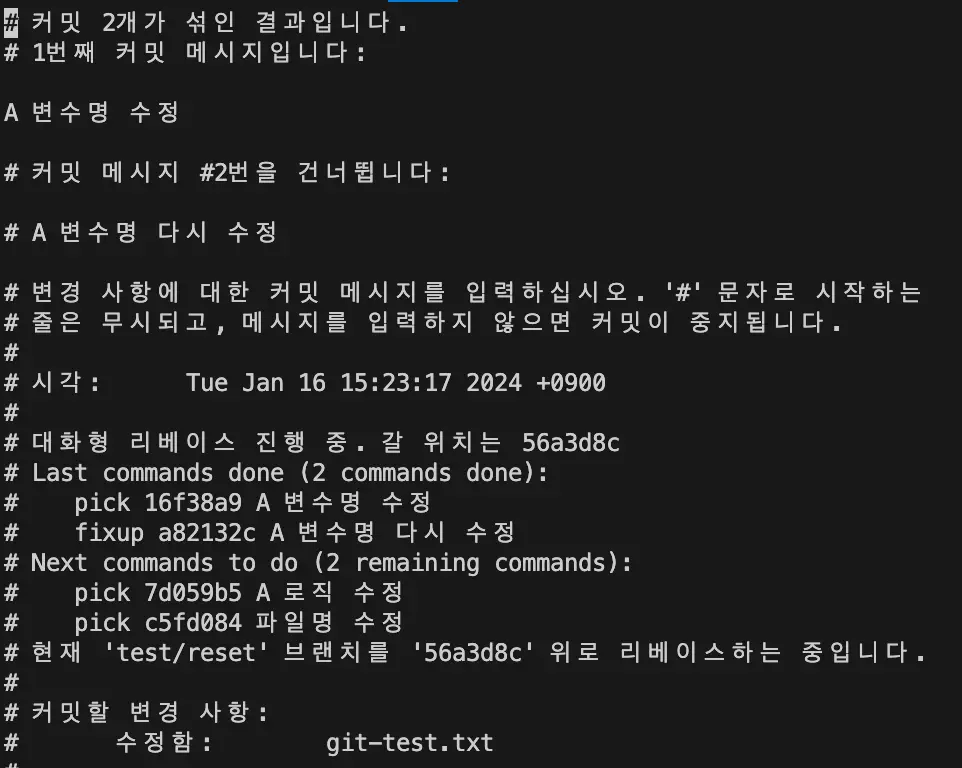 # 커밋 2개가 섞인 결과입니다.
# 1번째 커밋 메시지입니다:
A 변수명 수정
# 커밋 메시지 #2번을 건너뜁니다:
# A 변수명 다시 수정
# 변경 사항에 대한 커밋 메시지를 입력하십시오. '#' 문자로 시작하는
# 줄은 무시되고, 메시지를 입력하지 않으면 커밋이 중지됩니다.
#
# 시각:      Tue Jan 16 15:23:17 2024 +0900
#
# 대화형 리베이스 진행 중. 갈 위치는 56a3d8c
# Last commands done (2 commands done):
#    pick 16f38a9 A 변수명 수정
#    fixup a82132c A 변수명 다시 수정
# Next commands to do (2 remaining commands):
#    pick 7d059b5 A 로직 수정
#    pick c5fd084 파일명 수정
# 현재 'test/reset' 브랜치를 '56a3d8c' 위로 리베이스하는 중입니다.
#
# 커밋할 변경 사항:
#       수정함:        git-test.txt
#